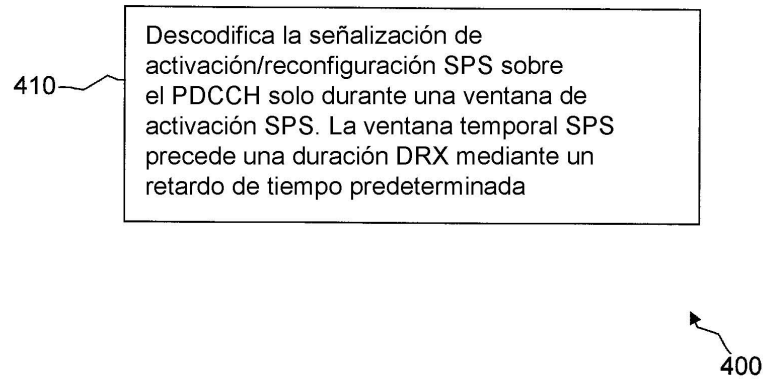 410
Descodifica la señalización de
activación/reconfiguración SPS sobre
el PDCCH solo durante una ventana de
activación SPS. La ventana temporal SPS
precede una duración DRX mediante un
retardo de tiempo predeterminada
400